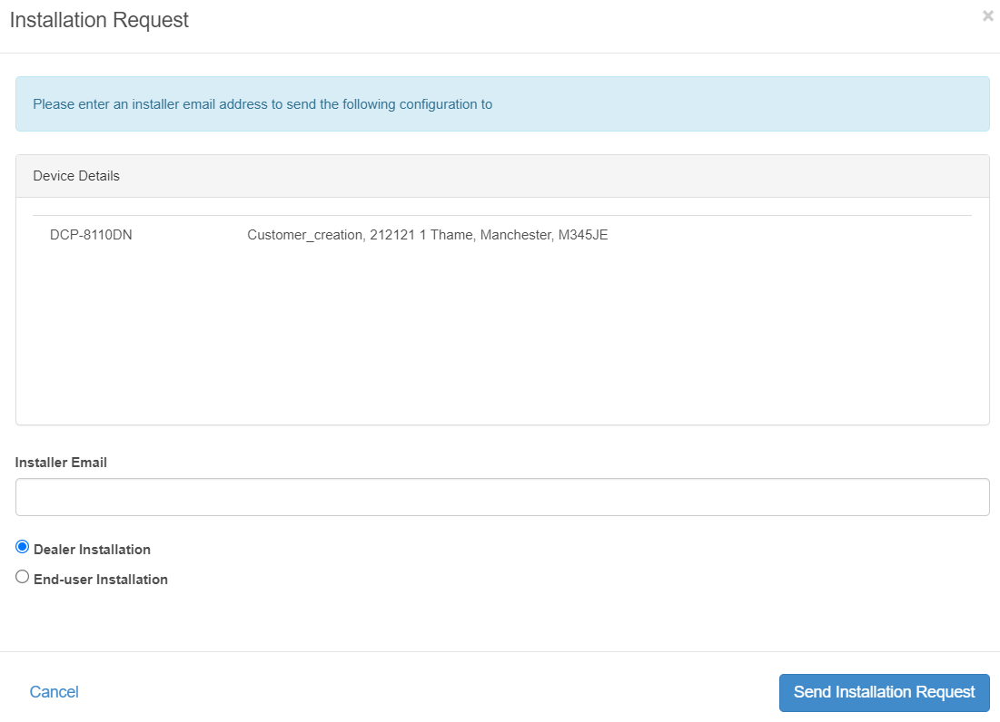 Installation Request
×
Please enter an installer email address to send the following configuration to
Device Details
DCP-8110DN Customer_creation, 212121 1 Thame, Manchester, M345JE
Installer Email
Dealer Installation
End-user Installation
Cancel Send Installation Request